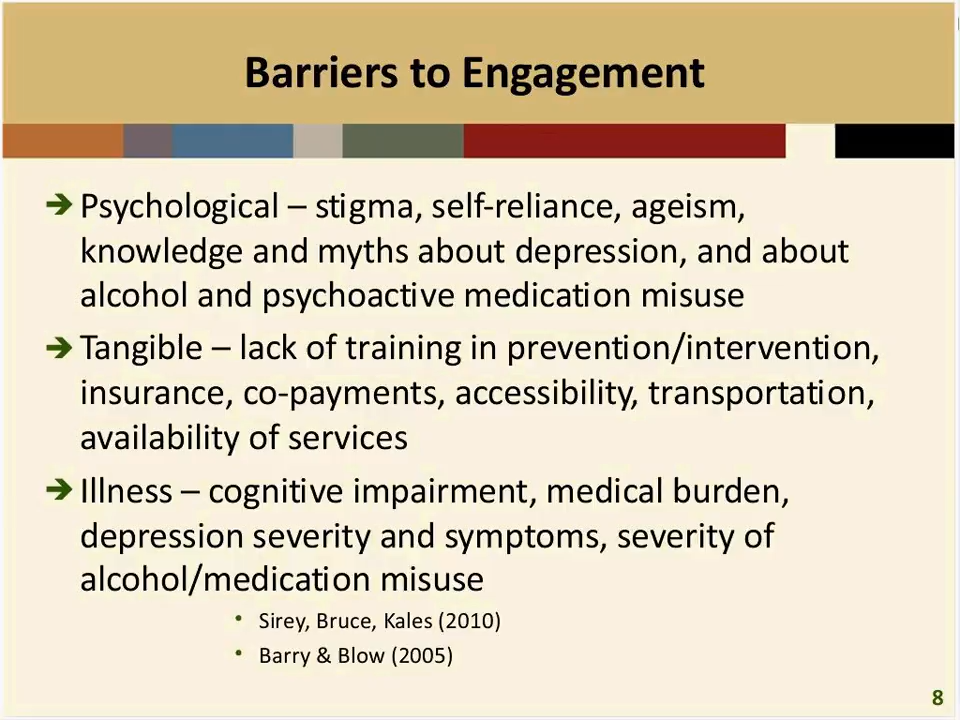 Barriers to Engagement
➔ Psychological – stigma, self-reliance, ageism,
knowledge and myths about depression, and about
alcohol and psychoactive medication misuse
➔ Tangible – lack of training in prevention/intervention,
insurance, co-payments, accessibility, transportation,
availability of services
➔ Illness – cognitive impairment, medical burden,
depression severity and symptoms, severity of
alcohol/medication misuse
• Sirey, Bruce, Kales (2010)
• Barry & Blow (2005)
8